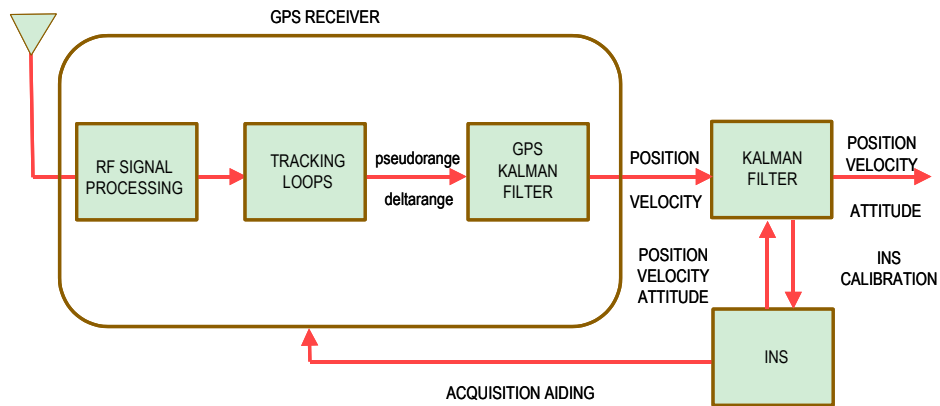 GPS RECEIVER
RF SIGNAL
PROCESSING
TRACKING
LOOPS
pseudorange
deltarange
GPS
KALMAN
FILTER
POSITION
VELOCITY
KALMAN
FILTER
POSITION
VELOCITY
ATTITUDE
POSITION
VELOCITY
ATTITUDE
INS
CALIBRATION
INS
ACQUISITION AIDING